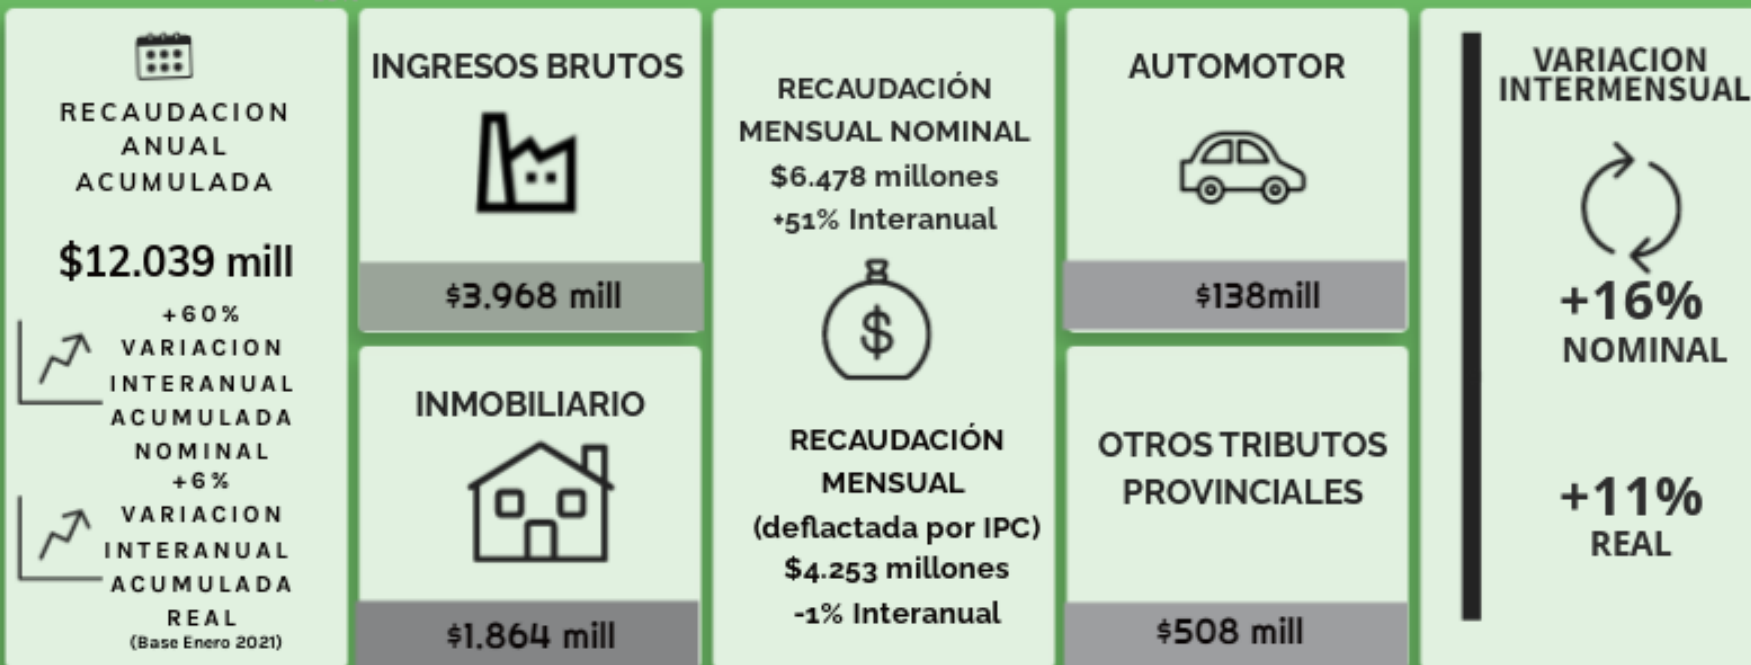 RECAUDACION
ANUAL
ACUMULADA
$12.039 mill
+60%
VARIACION
INTERANUAL
ACUMULADA
NOMINAL
+6%
VARIACION
INTERANUAL
ACUMULADA
REAL
(Base Enero 2021)
INGRESOS BRUTOS
$3.968 mill
INMOBILIARIO
$1.864 mill
RECAUDACIÓN
MENSUAL NOMINAL
$6.478 millones
+51% Interanual
$
RECAUDACIÓN
MENSUAL
(deflactada por IPC)
$4.253 millones
-1% Interanual
AUTOMOTOR
$138mill
OTROS TRIBUTOS
PROVINCIALES
$508 mill
VARIACION
INTERMENSUAL
+16%
NOMINAL
+11%
REAL